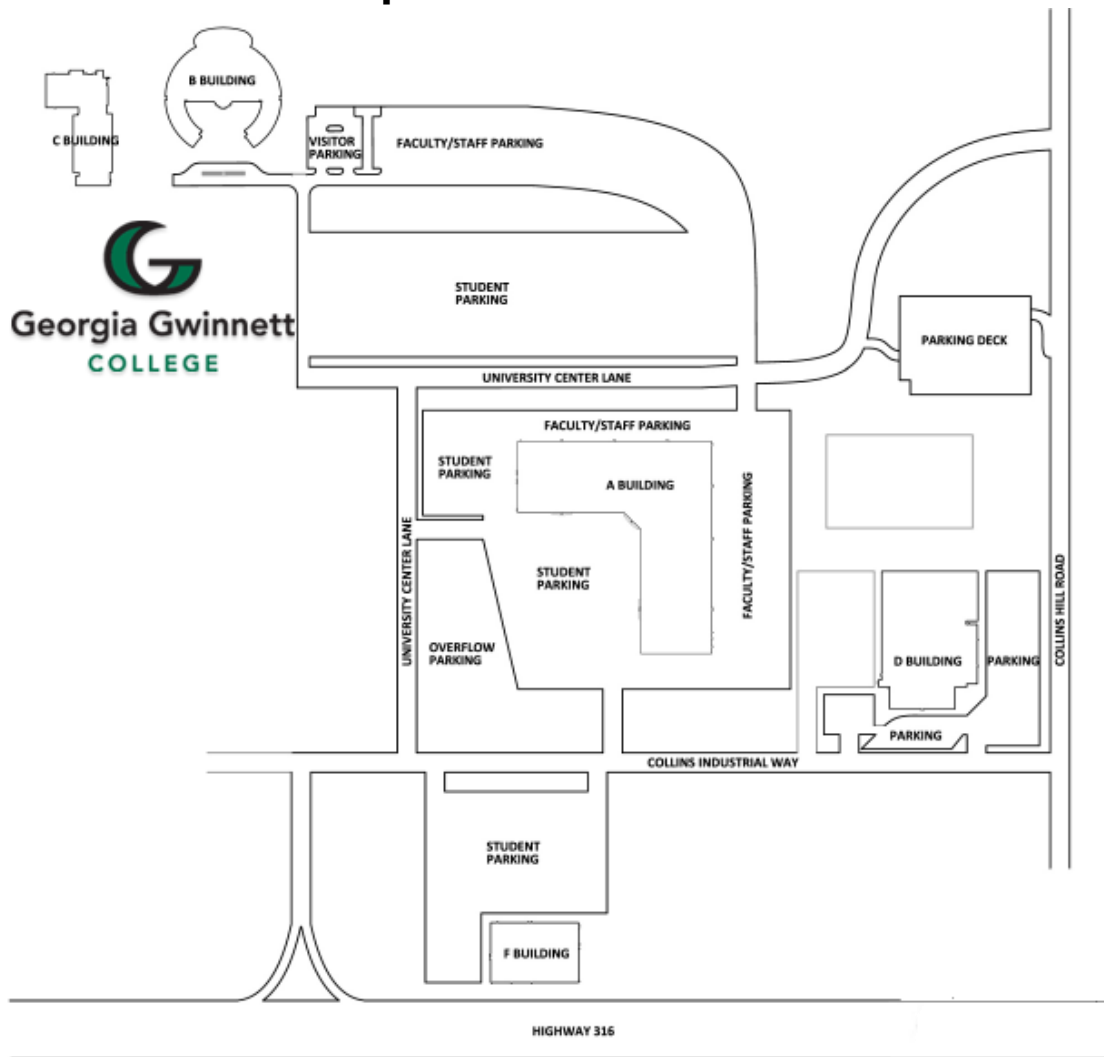 B BUILDING
C BUILDING
VISITOR
PARKING
FACULTY/STAFF PARKING
Georgia Gwinnett
COLLEGE
STUDENT
PARKING
PARKING DECK
UNIVERSITY CENTER LANE
FACULTY/STAFF PARKING
STUDENT
PARKING
A BUILDING
FACULTY/STAFF PARKING
UNIVERSITY CENTER LANE
STUDENT
PARKING
OVERFLOW
PARKING
D BUILDING
PARKING
COLLINS HILL ROAD
PARKING
COLLINS INDUSTRIAL WAY
STUDENT
PARKING
F BUILDING
HIGHWAY 316